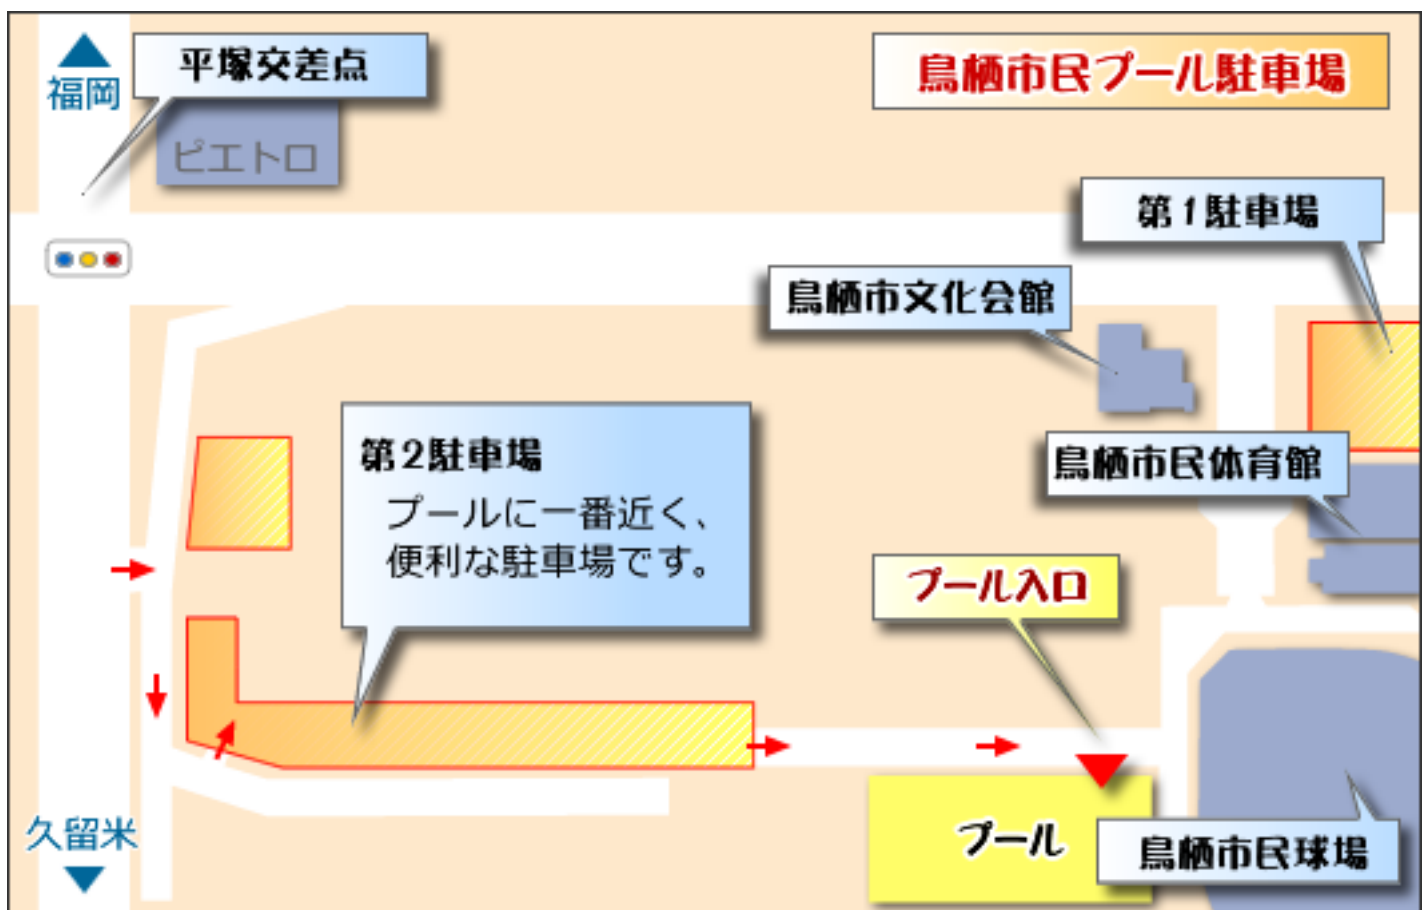 平塚交差点
福岡
ピエトロ
鳥栖市民プール駐車場
第1駐車場
鳥栖市文化会館
第2駐車場
プールに一番近く、
便利な駐車場です。
鳥栖市民体育館
プール入口
久留米
プール
鳥栖市民球場